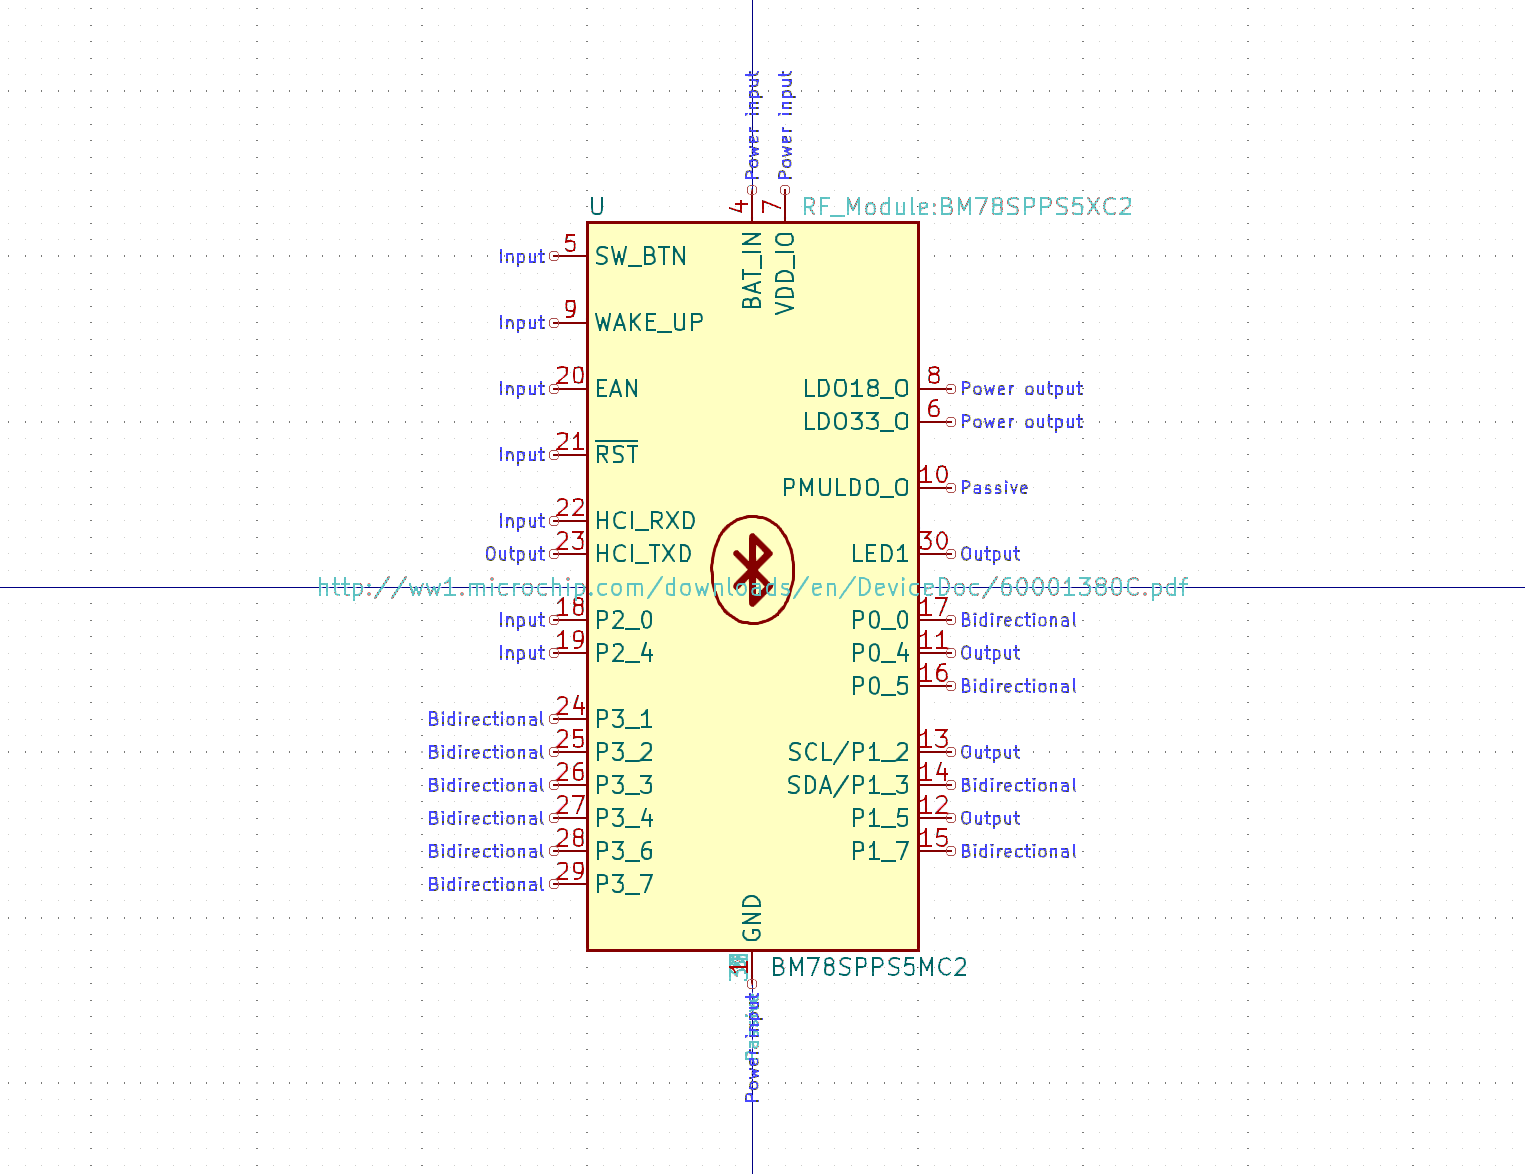 Power input
Power input
U
4
7
RF_Module:BM78SPPS5XC2
Input 5 SW_BTN
BAT_IN
VDD_IO
Input 9 WAKE_UP
Input 20 EAN
LDO18_O 8 Power output
LDO33_O 6 Power output
Input 21 RST
PMULDO_O 10 Passive
Input 22 HCI_RXD
Output 23 HCI_TXD
LED1 30 Output
http://ww1.microchip.com/downloads/en/DeviceDoc/60001380C.pdf
Input 18 P2_0
P0_0 17 Bidirectional
Input 19 P2_4
P0_4 11 Output
P0_5 16 Bidirectional
Bidirectional 24 P3_1
Bidirectional 25 P3_2
SCL/P1_2 13 Output
Bidirectional 26 P3_3
SDA/P1_3 14 Bidirectional
Bidirectional 27 P3_4
P1_5 12 Output
Bidirectional 28 P3_6
P1_7 15 Bidirectional
Bidirectional 29 P3_7
GND
1
BM78SPPS5MC2
Power input